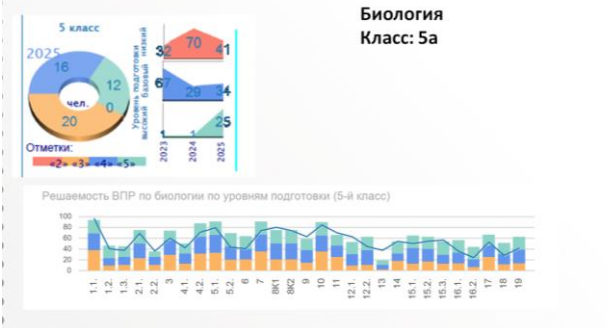 Биология
Класс: 5а
5 класс
2025
16
12
0
20
чел.
Отметки:
«2» «3» «4» «5»
Уровень подготовки
низкий
базовый
высокий
32 70 41
67 29 34
1 1 25
2023
2024
2025
Решаемость ВПР по биологии по уровням подготовки (5-й класс)
100
80
60
40
20
0
1.1. 1.2. 1.3. 2.1. 2.2. 3 4.1. 4.2. 5.1. 5.2. 6 7 8К1 8К2 9 10 11 12.1. 12.2. 13 14 15.1. 15.2. 15.3. 16.1. 16.2. 17 18 19